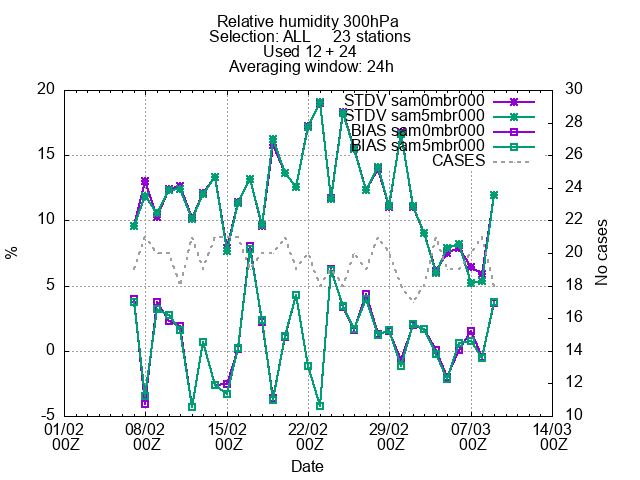 Relative humidity 300hPa
Selection: ALL 23 stations
Used 12 + 24
Averaging window: 24h
STDV sam0mbr000
STDV sam5mbr000
BIAS sam0mbr000
BIAS sam5mbr000
CASES
20
15
10
5
0
-5
%
30
28
26
24
22
20
18
16
14
12
10
No cases
01/02 08/02 15/02 22/02 29/02 07/03 14/03
00Z 00Z 00Z 00Z 00Z 00Z 00Z
Date